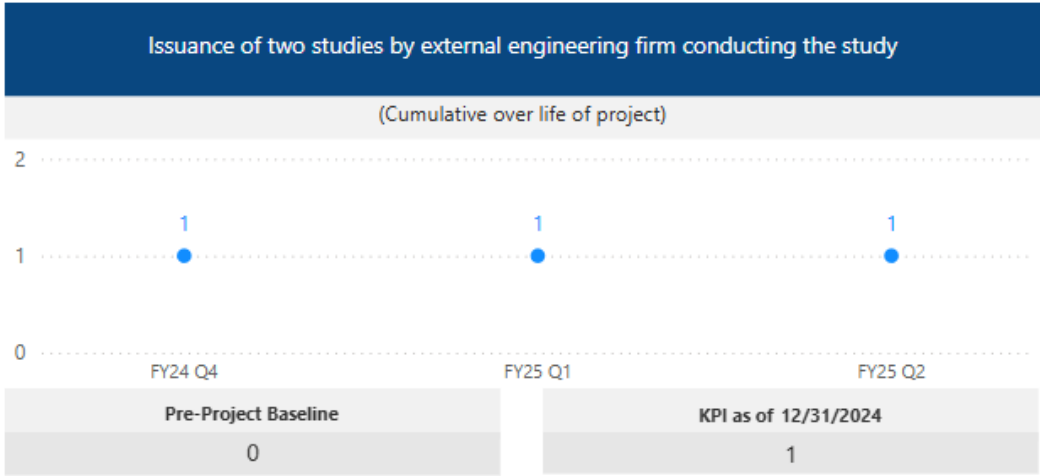 Issuance of two studies by external engineering firm conducting the study
(Cumulative over life of project)
2
1 1 1
1
0
FY24 Q4 FY25 Q1 FY25 Q2
Pre-Project Baseline KPI as of 12/31/2024
0 1